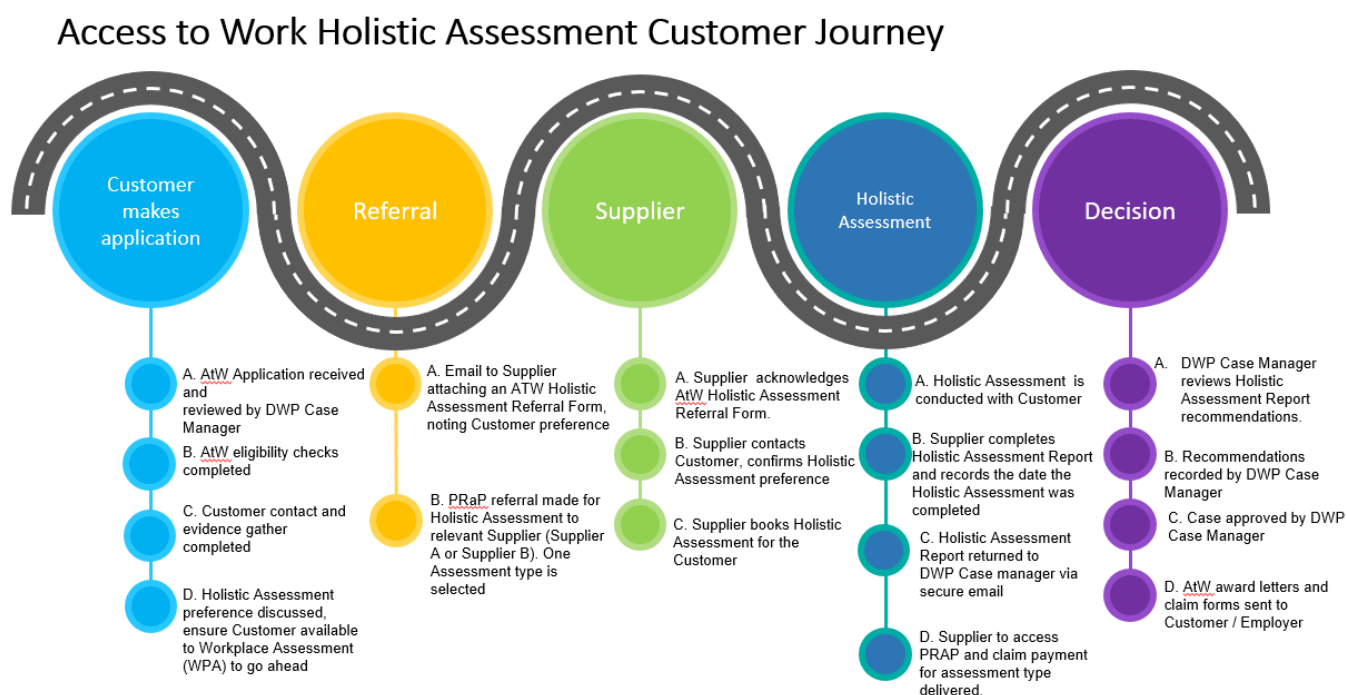 Access to Work Holistic Assessment Customer Journey
Customer
makes
application
Referral
Supplier
Holistic
Assessment
Decision
A. AtW Application received
and
reviewed by DWP Case
Manager
B. AtW eligibility checks
completed
C. Customer contact and
evidence gather
completed
D. Holistic Assessment
preference discussed,
ensure Customer available
to Workplace Assessment
(WPA) to go ahead
A. Email to Supplier
attaching an ATW Holistic
Assessment Referral Form,
noting Customer preference
B. PRaP referral made for
Holistic Assessment to
relevant Supplier (Supplier
A or Supplier B). One
Assessment type is
selected
A. Supplier acknowledges
AtW Holistic Assessment
Referral Form.
B. Supplier contacts
Customer, confirms Holistic
Assessment preference
C. Supplier books Holistic
Assessment for the
Customer
A. Holistic Assessment is
conducted with Customer
B. Supplier completes
Holistic Assessment Report
and records the date the
Holistic Assessment was
completed
C. Holistic Assessment
Report returned to
DWP Case manager via
secure email
D. Supplier to access
PRAP and claim payment
for assessment type
delivered.
A. DWP Case Manager
reviews Holistic
Assessment Report
recommendations.
B. Recommendations
recorded by DWP Case
Manager
C. Case approved by DWP
Case Manager
D. AtW award letters and
claim forms sent to
Customer / Employer